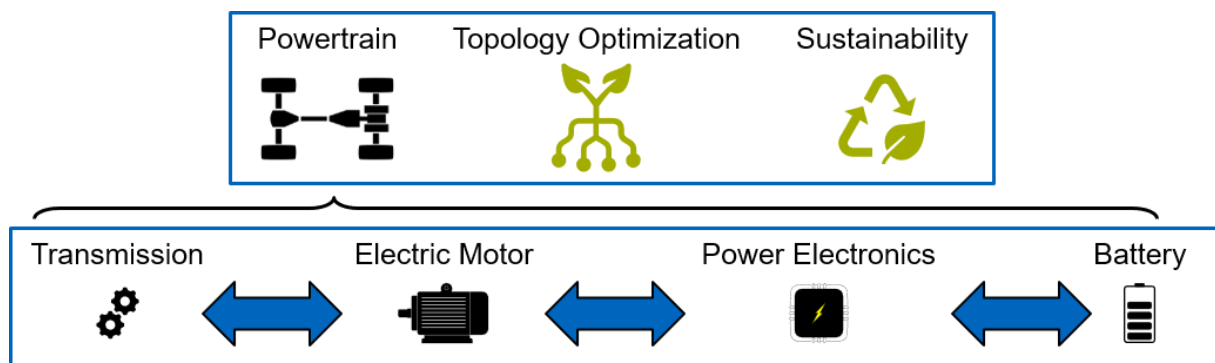 Powertrain Topology Optimization Sustainability
Transmission Electric Motor Power Electronics Battery